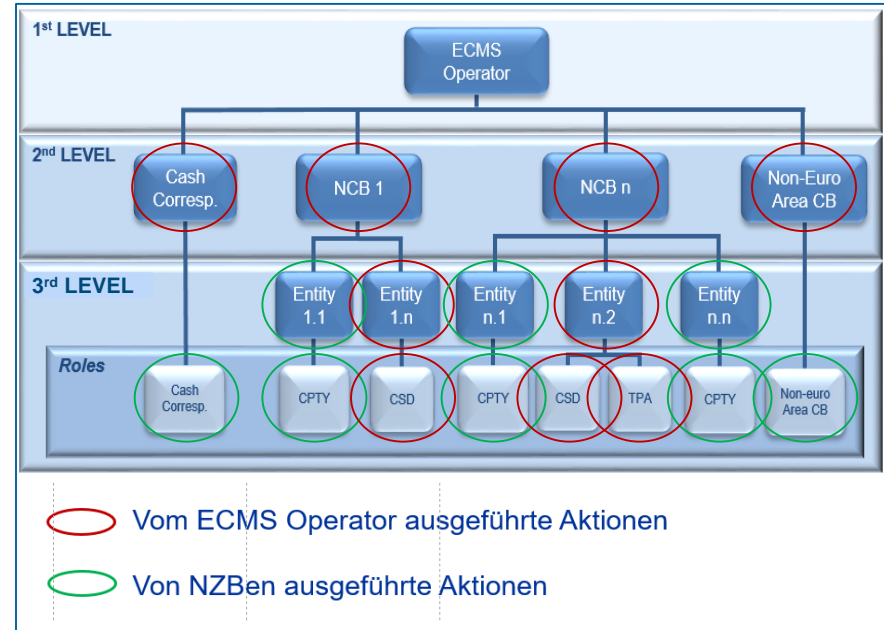 1st LEVEL
ECMS
Operator
2nd LEVEL
Cash
Corresp.
NCB 1
NCB n
Non-Euro
Area CB
3rd LEVEL
Entity
1.1
Entity
1.n
Entity
n.1
Entity
n.2
Entity
n.n
Roles
Cash
Corresp.
CPTY
CSD
CPTY
CSD
TPA
CPTY
Non-euro
Area CB
Vom ECMS Operator ausgeführte Aktionen
Von NZBen ausgeführte Aktionen